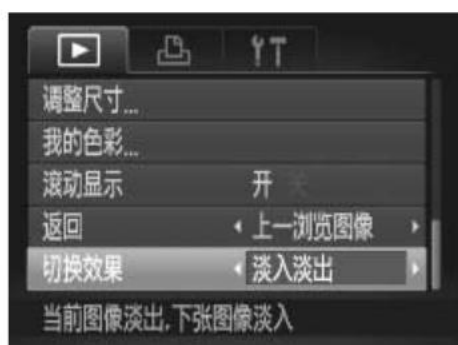 调整尺寸...
我的色彩...
滚动显示 开 关
返回 上一浏览图像
切换效果 淡入淡出
当前图像淡出,下张图像淡入